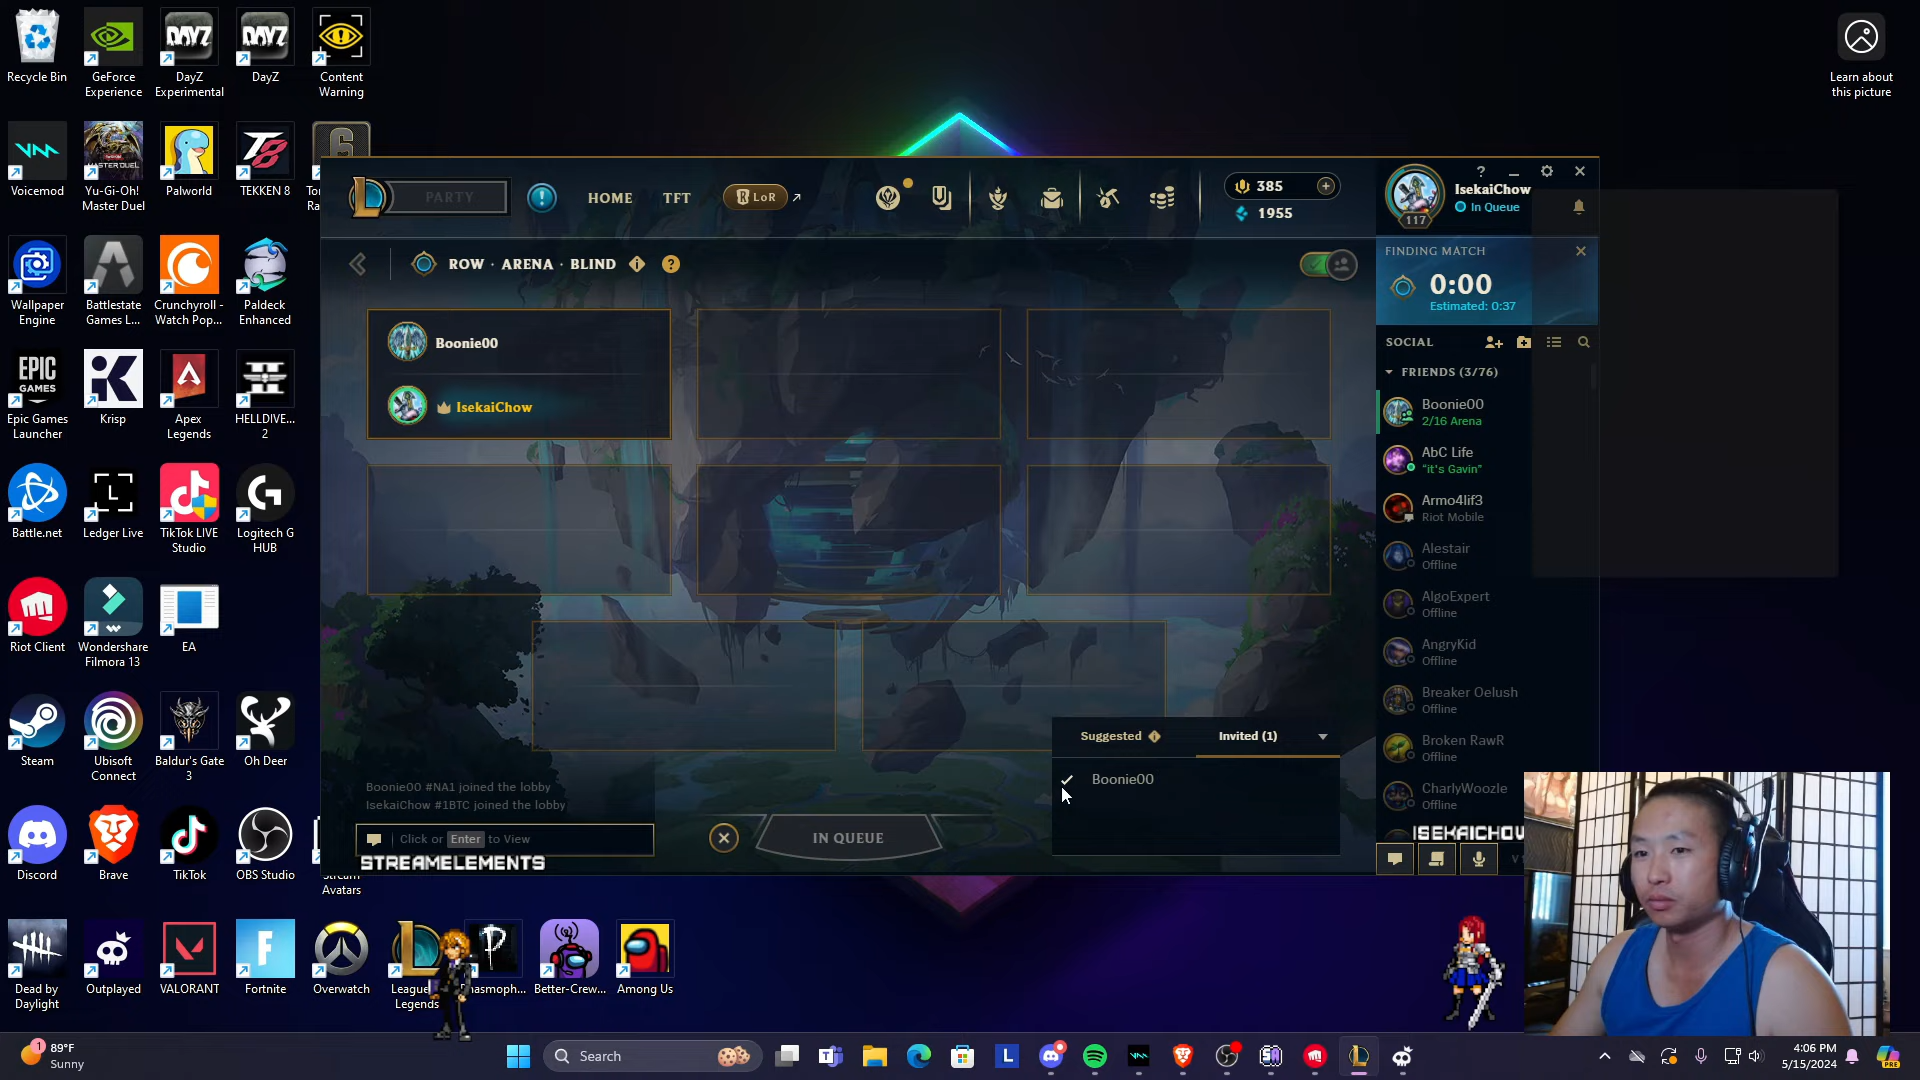 Recycle Bin
GeForce
Experience
DayZ
Experimental
DayZ
Content
Warning
Learn about
this picture
Voicemod
Yu-Gi-Oh!
Master Duel
Palworld
TEKKEN 8
Wallpaper
Engine
Battlestate
Games L...
Crunchyroll -
Watch Pop...
Paldeck
Enhanced
Epic Games
Launcher
Krisp
Apex
Legends
HELLDIVE...
2
Battle.net
Ledger Live
TikTok LIVE
Studio
Logitech G
HUB
Riot Client
Wondershare
Filmora 13
EA
Steam
Ubisoft
Connect
Baldur's Gate
3
Oh Deer
Discord
Brave
TikTok
OBS Studio
Stream
Avatars
Dead by
Daylight
Outplayed
VALORANT
Fortnite
Overwatch
League
Legends
Better-Crew...
Among Us
PARTY
HOME
TFT
LoR
385
1955
IsekaiChow
In Queue
117
ROW · ARENA · BLIND
FINDING MATCH
0:00
Estimated: 0:37
Boonie00
IsekaiChow
SOCIAL
FRIENDS (3/76)
Boonie00
2/16 Arena
AbC Life
"it's Gavin"
Armo4lif3
Riot Mobile
Alestair
Offline
AlgoExpert
Offline
AngryKid
Offline
Breaker Oelush
Offline
Broken RawR
Offline
CharlyWoozle
Offline
Suggested
Invited (1)
Boonie00
Boonie00 #NA1 joined the lobby
IsekaiChow #1BTC joined the lobby
Click or Enter to View
IN QUEUE
STREAMELEMENTS
ISEKAICHOW
89°F
Sunny
Search
4:06 PM
5/15/2024